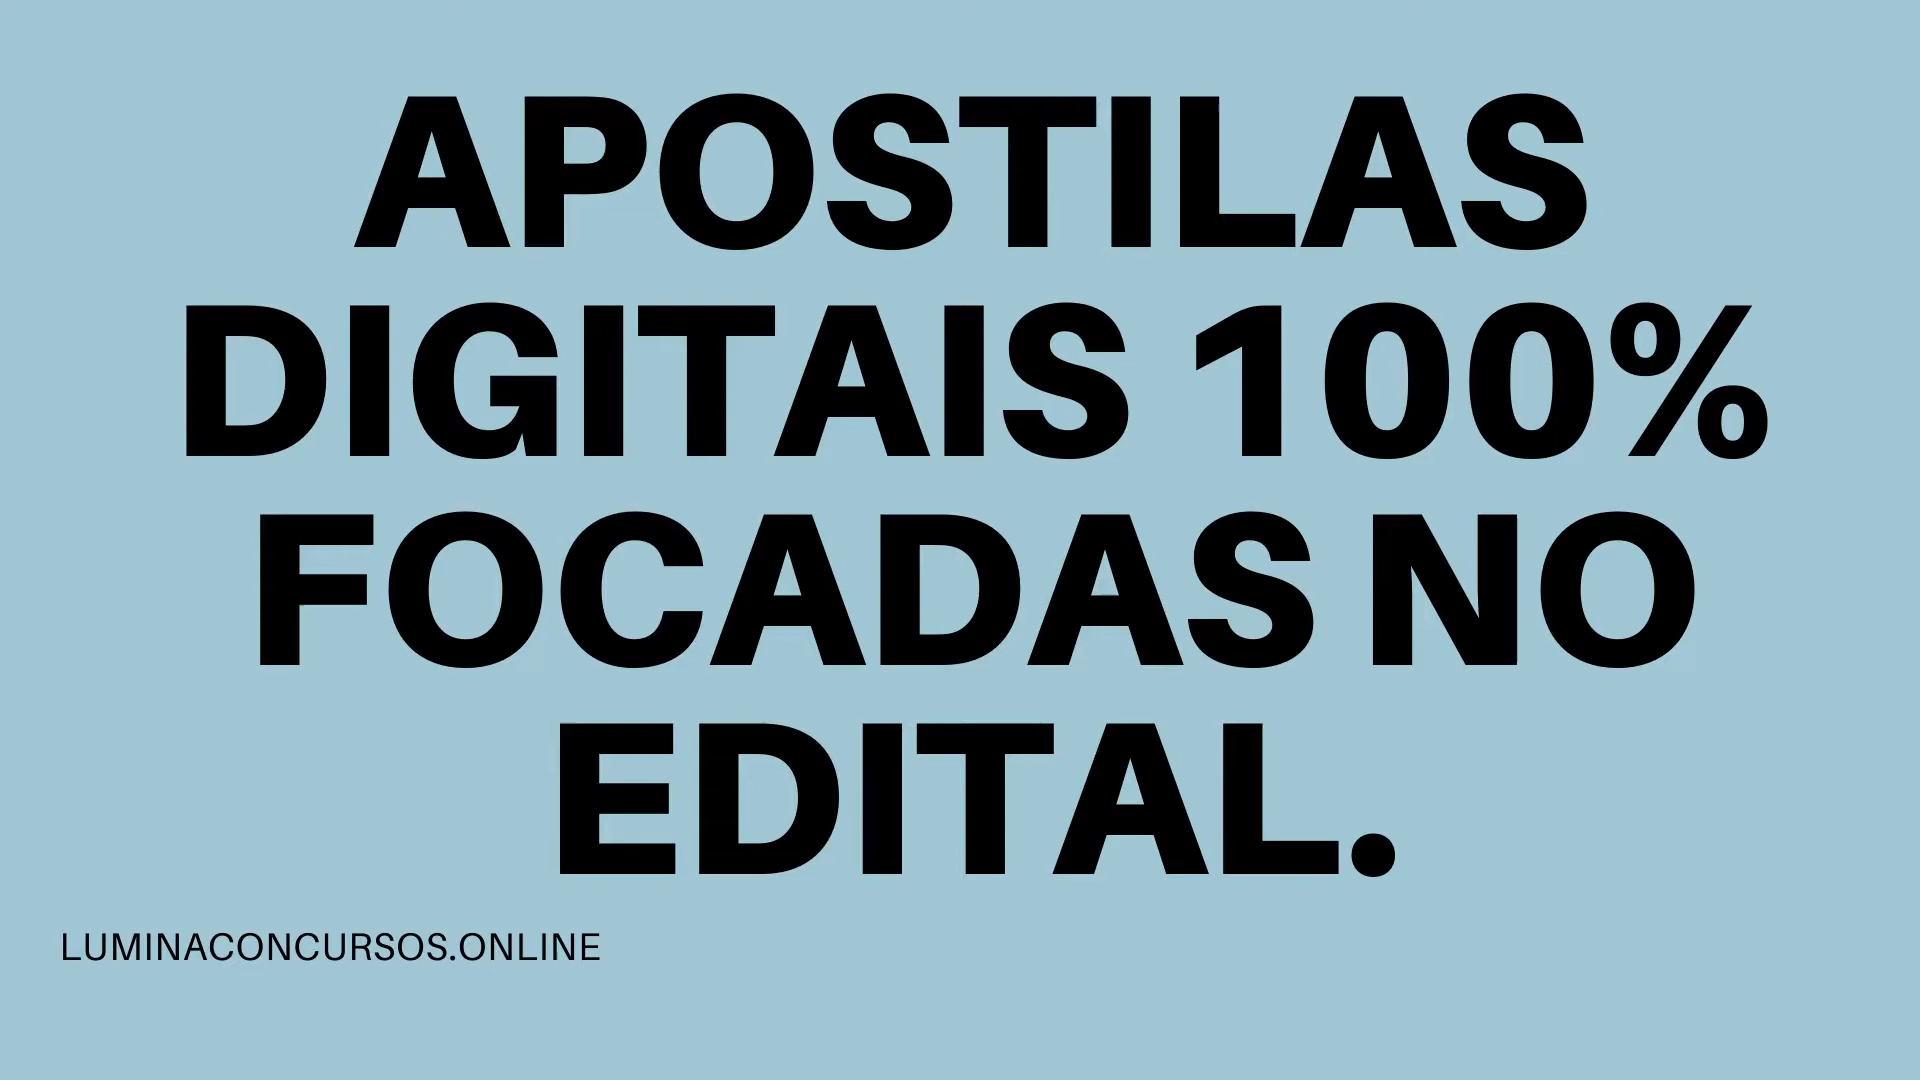 APOSTILAS
DIGITAIS 100%
FOCADAS NO
EDITAL.
LUMINACONCURSOS.ONLINE